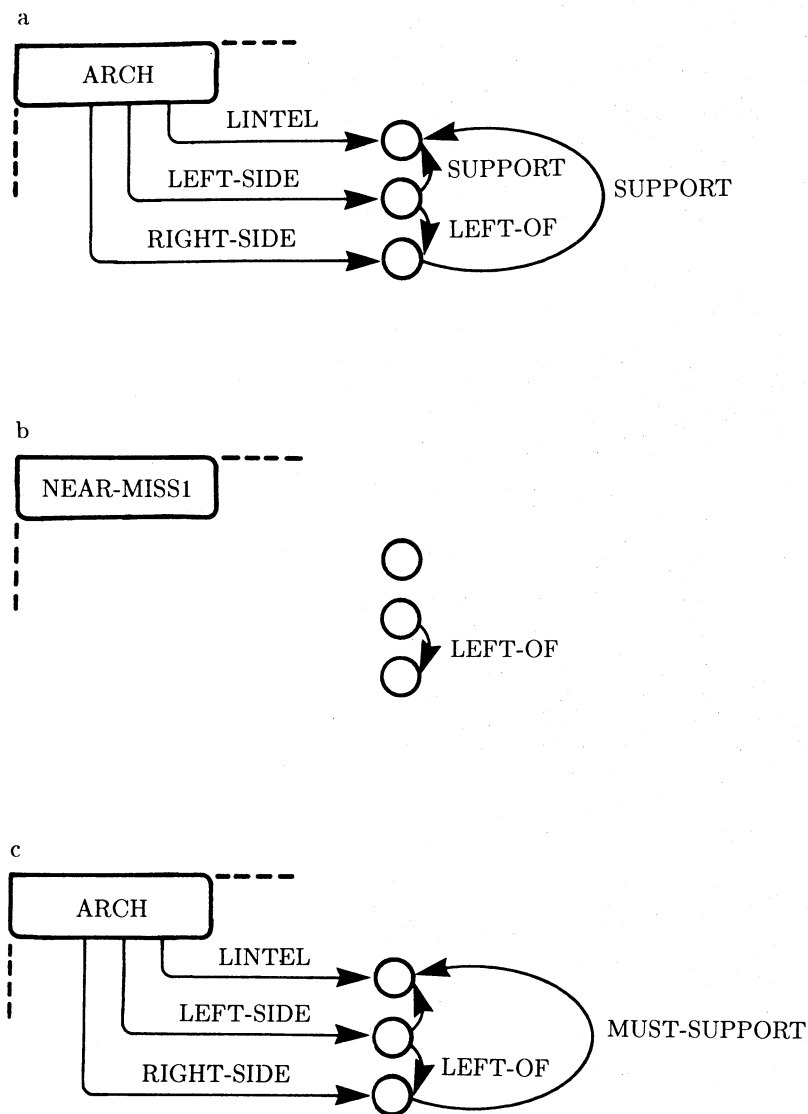 a
ARCH
LINTEL
LEFT-SIDE
SUPPORT
SUPPORT
RIGHT-SIDE
LEFT-OF
b
NEAR-MISS1
LEFT-OF
c
ARCH
LINTEL
LEFT-SIDE
MUST-SUPPORT
RIGHT-SIDE
LEFT-OF